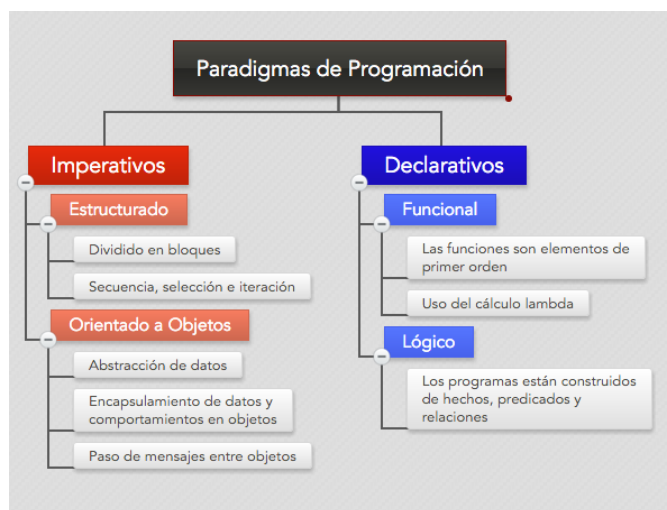 Paradigmas de Programación
Imperativos
Estructurado
Dividido en bloques
Secuencia, selección e iteración
Orientado a Objetos
Abstracción de datos
Encapsulamiento de datos y
comportamientos en objetos
Paso de mensajes entre objetos
Declarativos
Funcional
Las funciones son elementos de
primer orden
Uso del cálculo lambda
Lógico
Los programas están construidos
de hechos, predicados y
relaciones